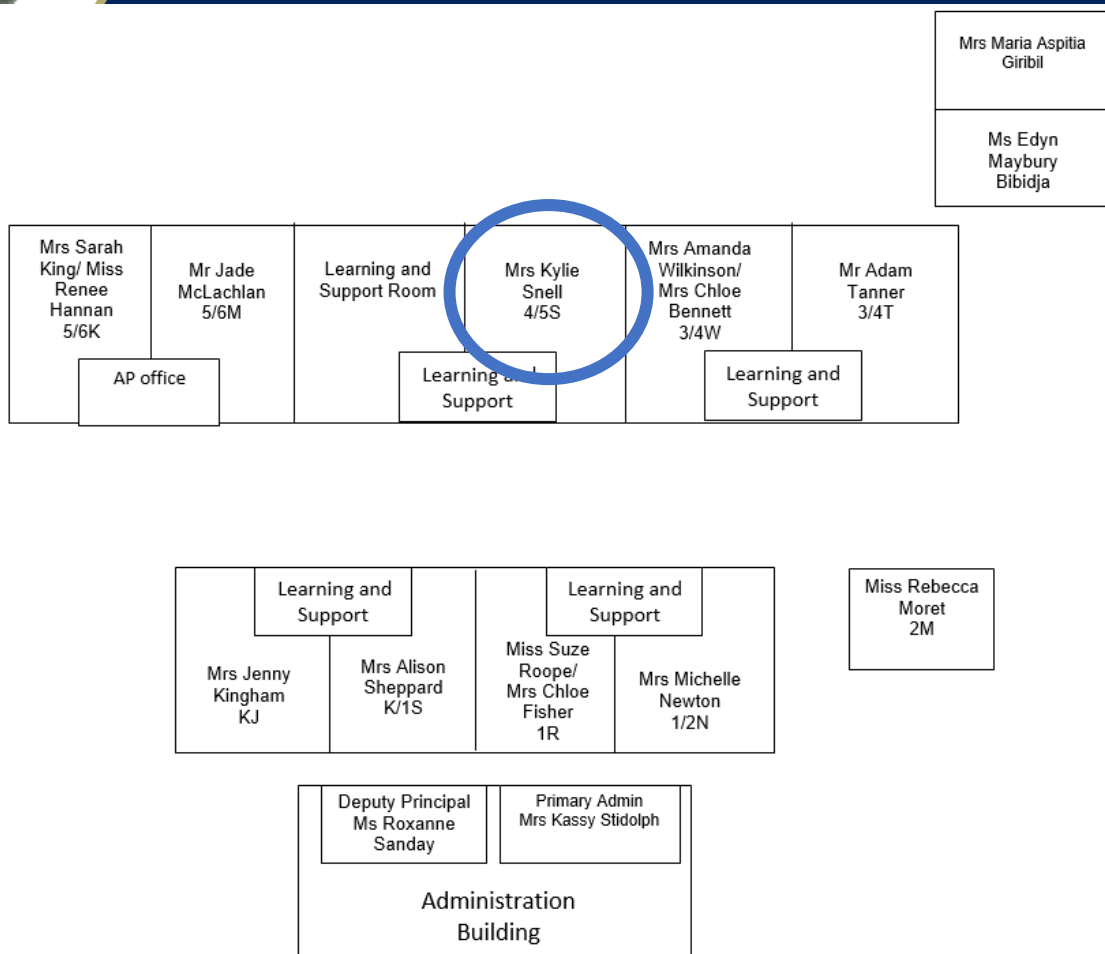 Mrs Maria Aspitia
Giribil
Ms Edyn
Maybury
Bibidja
Mrs Sarah
King/ Miss
Renee
Hannan
5/6K
Mr Jade
McLachlan
5/6M
AP office
Learning and
Support Room
Mrs Kylie
Snell
4/5S
Learning and
Support
Mrs Amanda
Wilkinson/
Mrs Chloe
Bennett
3/4W
Mr Adam
Tanner
3/4T
Learning and
Support
Learning and
Support
Mrs Jenny
Kingham
KJ
Mrs Alison
Sheppard
K/1S
Learning and
Support
Miss Suze
Roope/
Mrs Chloe
Fisher
1R
Mrs Michelle
Newton
1/2N
Miss Rebecca
Moret
2M
Deputy Principal
Ms Roxanne
Sanday
Primary Admin
Mrs Kassy Stidolph
Administration
Building